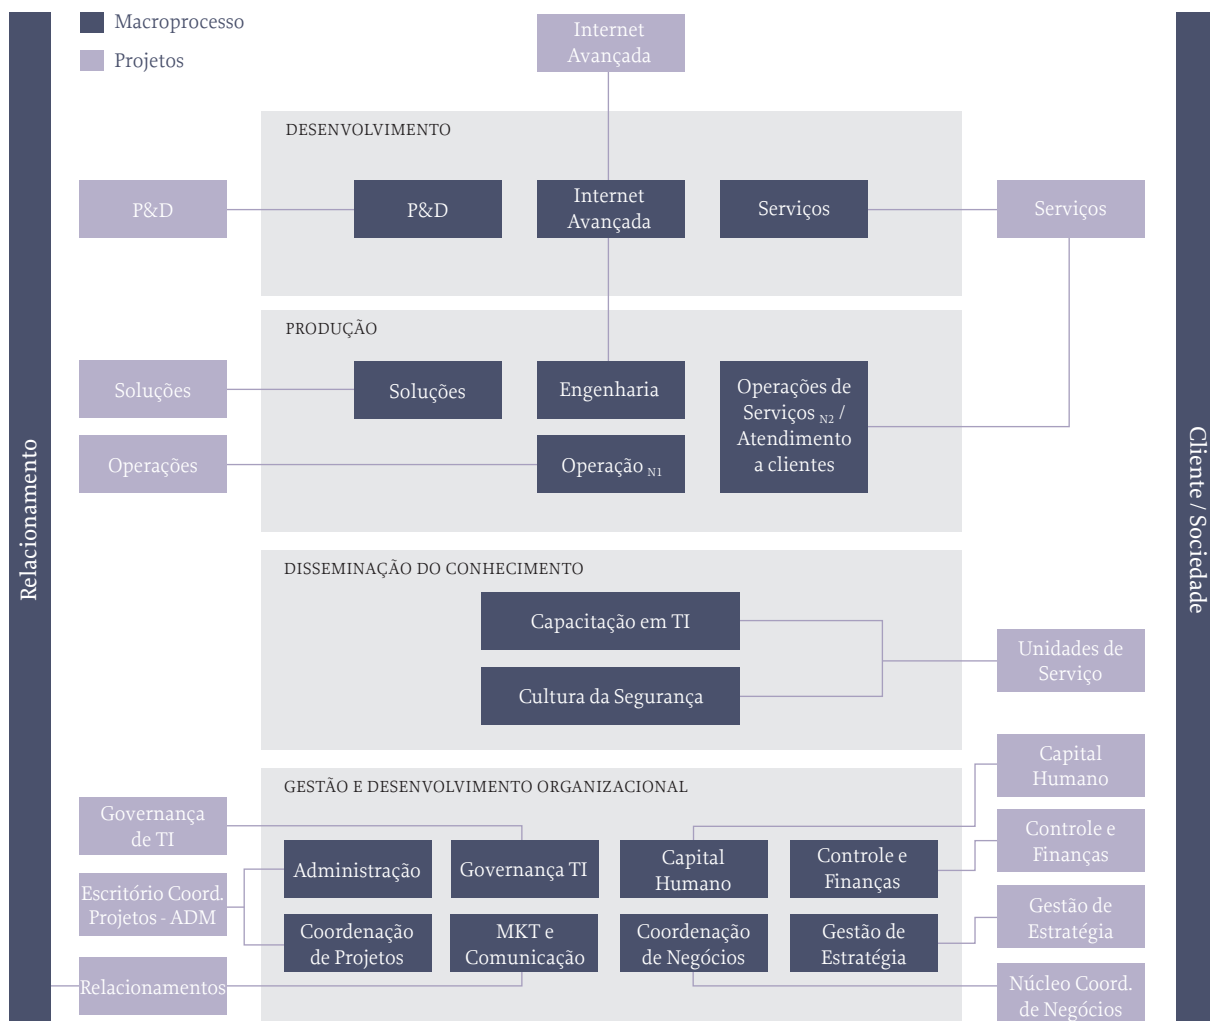 Macroprocesso
Projetos
Relacionamento
Cliente / Sociedade
Internet
Avançada
DESENVOLVIMENTO
P&D
P&D
Internet
Avançada
Serviços
Serviços
PRODUÇÃO
Soluções
Soluções
Engenharia
Operações de
Serviços N2 /
Atendimento
a clientes
Operações
Operação N1
DISSEMINAÇÃO DO CONHECIMENTO
Capacitação em TI
Cultura da Segurança
Unidades de
Serviço
GESTÃO E DESENVOLVIMENTO ORGANIZACIONAL
Capital
Humano
Governança
de TI
Controle e
Finanças
Administração
Governança TI
Capital
Humano
Controle e
Finanças
Escritório Coord.
Projetos - ADM
Gestão de
Estratégia
Coordenação
de Projetos
MKT e
Comunicação
Coordenação
de Negócios
Gestão de
Estratégia
Relacionamentos
Núcleo Coord.
de Negócios